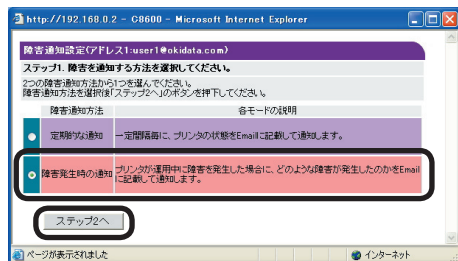 http://192.168.0.2 - C8600 - Microsoft Internet Explorer
障害通知設定(アドレス1:user1@okidata.com)
ステップ1. 障害を通知する方法を選択してください。
2つの障害通知方法から1つを選んでください。
障害通知方法を選択後「ステップ2へ」のボタンを押下してください。
障害通知方法 各モードの説明
定期的な通知 一定間隔毎に、プリンタの状態をEmailに記載して通知します。
障害発生時の通知 プリンタが運用中に障害を発生した場合に、どのような障害が発生したのかをEmail
に記載して通知します。
ステップ2へ
ページが表示されました インターネット